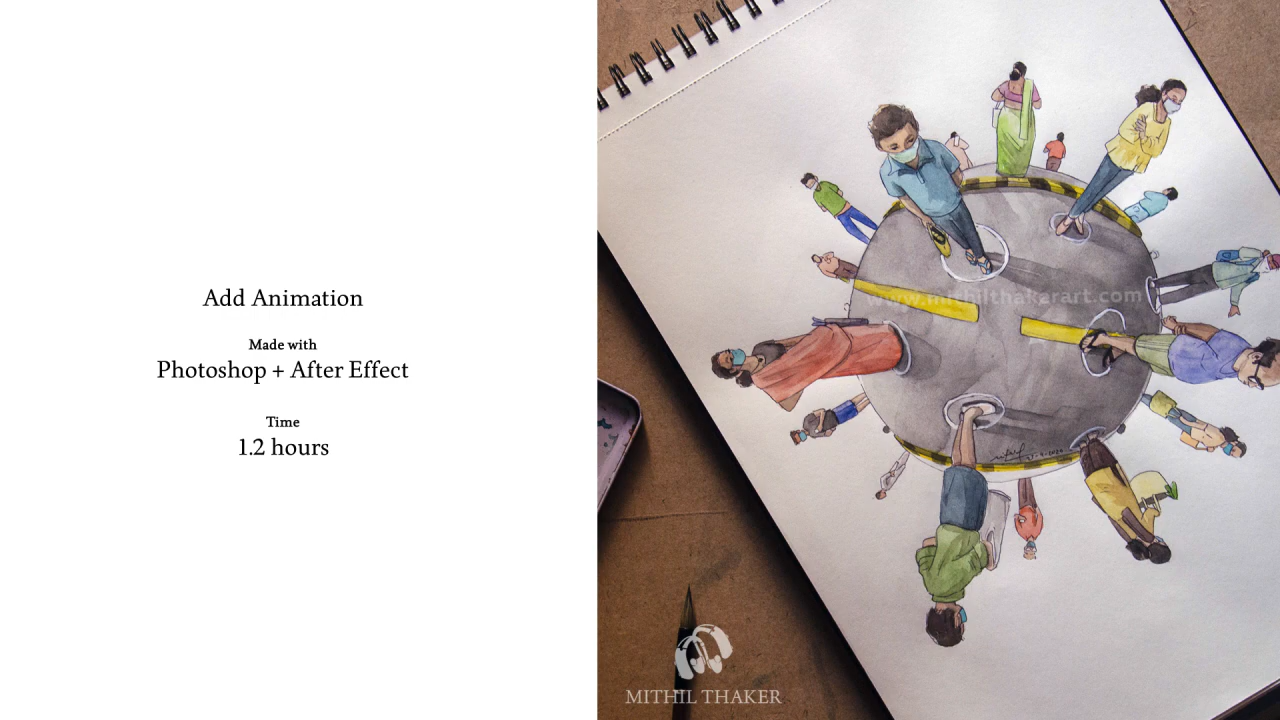 Add Animation
Made with
Photoshop + After Effect
Time
1.2 hours
www.mithilthakerart.com
MITHIL THAKER